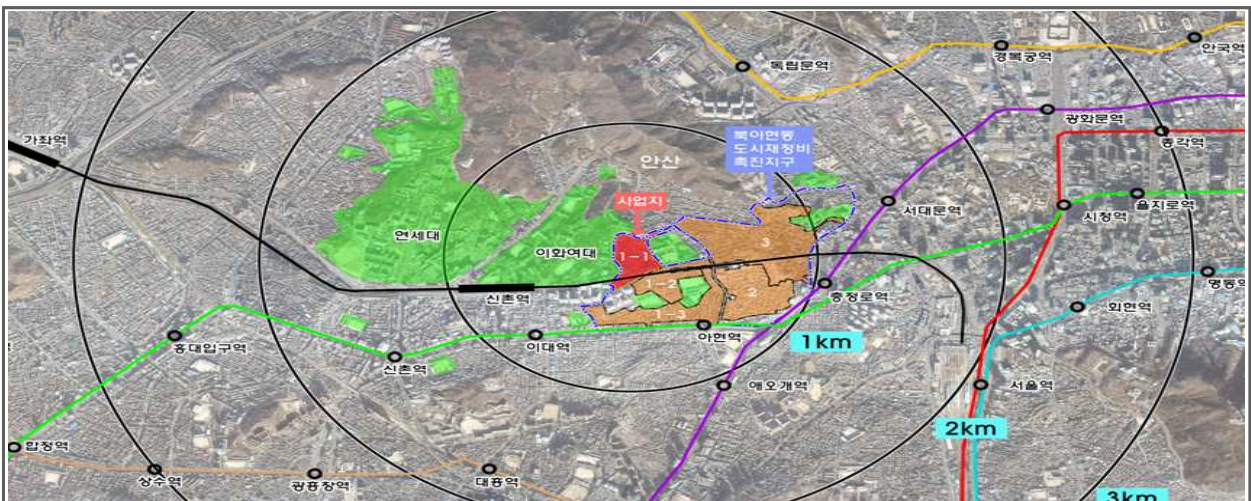 안국역
경복궁역
독립문역
광화문역
종각역
가좌역
북아현동
도시재정비
촉진지구
안산
사업지
서대문역
시청역
을지로역
연세대
이화여대
1-1
3
1-2
2
1-3
신촌역
충정로역
회현역
명동역
홍대입구역
신촌역
이대역
아현역
1km
애오개역
서울역
2km
합정역
상수역
광흥창역
대흥역
3km